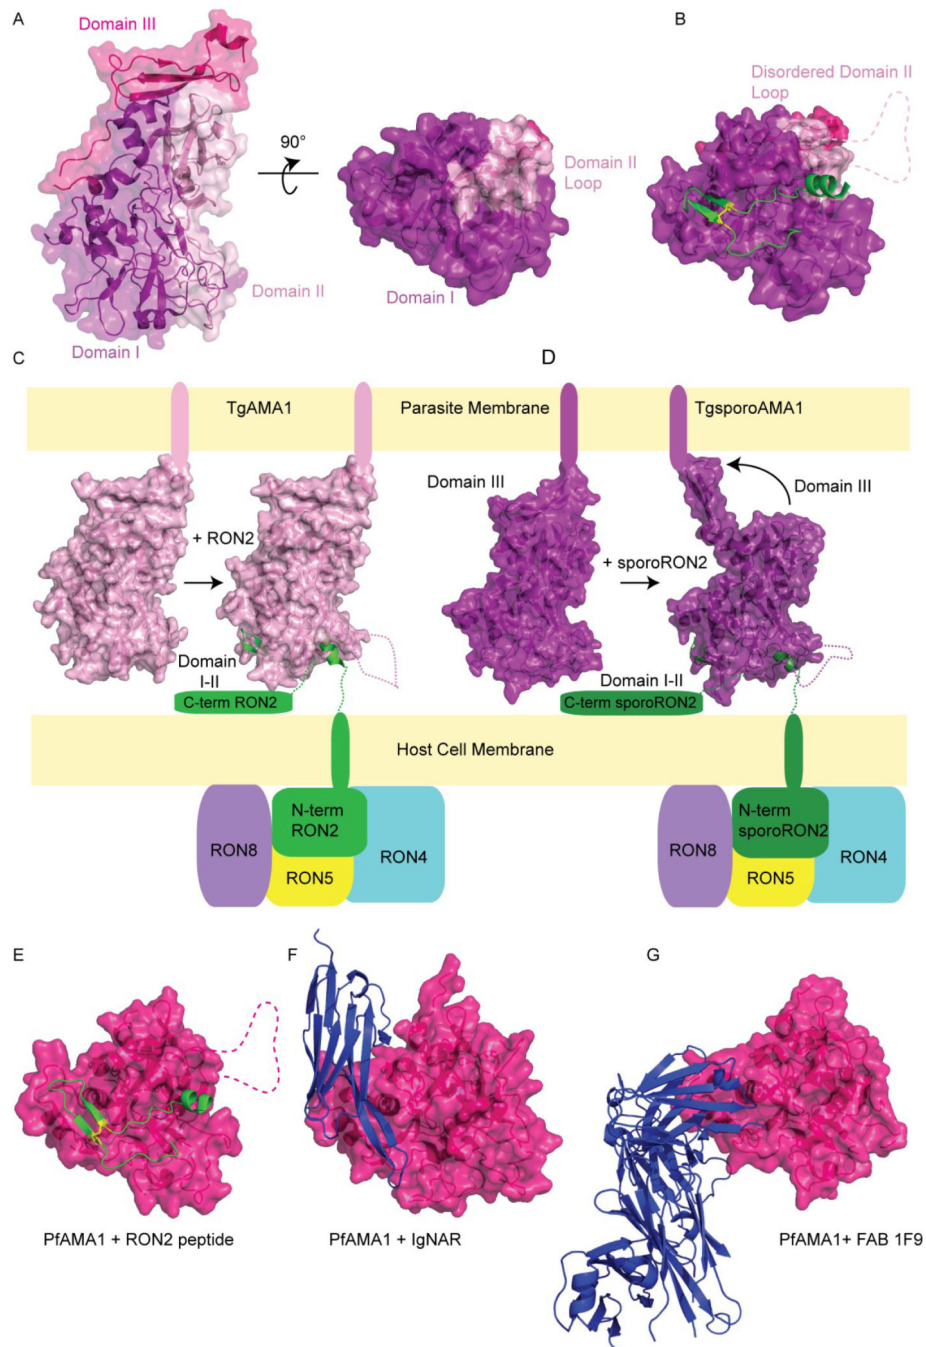 A
Domain III
90°
Domain II
Loop
Domain II
Domain I
Domain I
B
Disordered Domain II
Loop
C
D
TgAMA1
Parasite Membrane
TgsporoAMA1
Domain III
Domain III
+ RON2
+ sporoRON2
Domain
I-II
C-term RON2
Domain I-II
C-term sporoRON2
Host Cell Membrane
N-term
RON2
RON8
RON5
RON4
N-term
sporoRON2
RON8
RON5
RON4
E
F
G
PfAMA1 + RON2 peptide
PfAMA1 + IgNAR
PfAMA1+ FAB 1F9